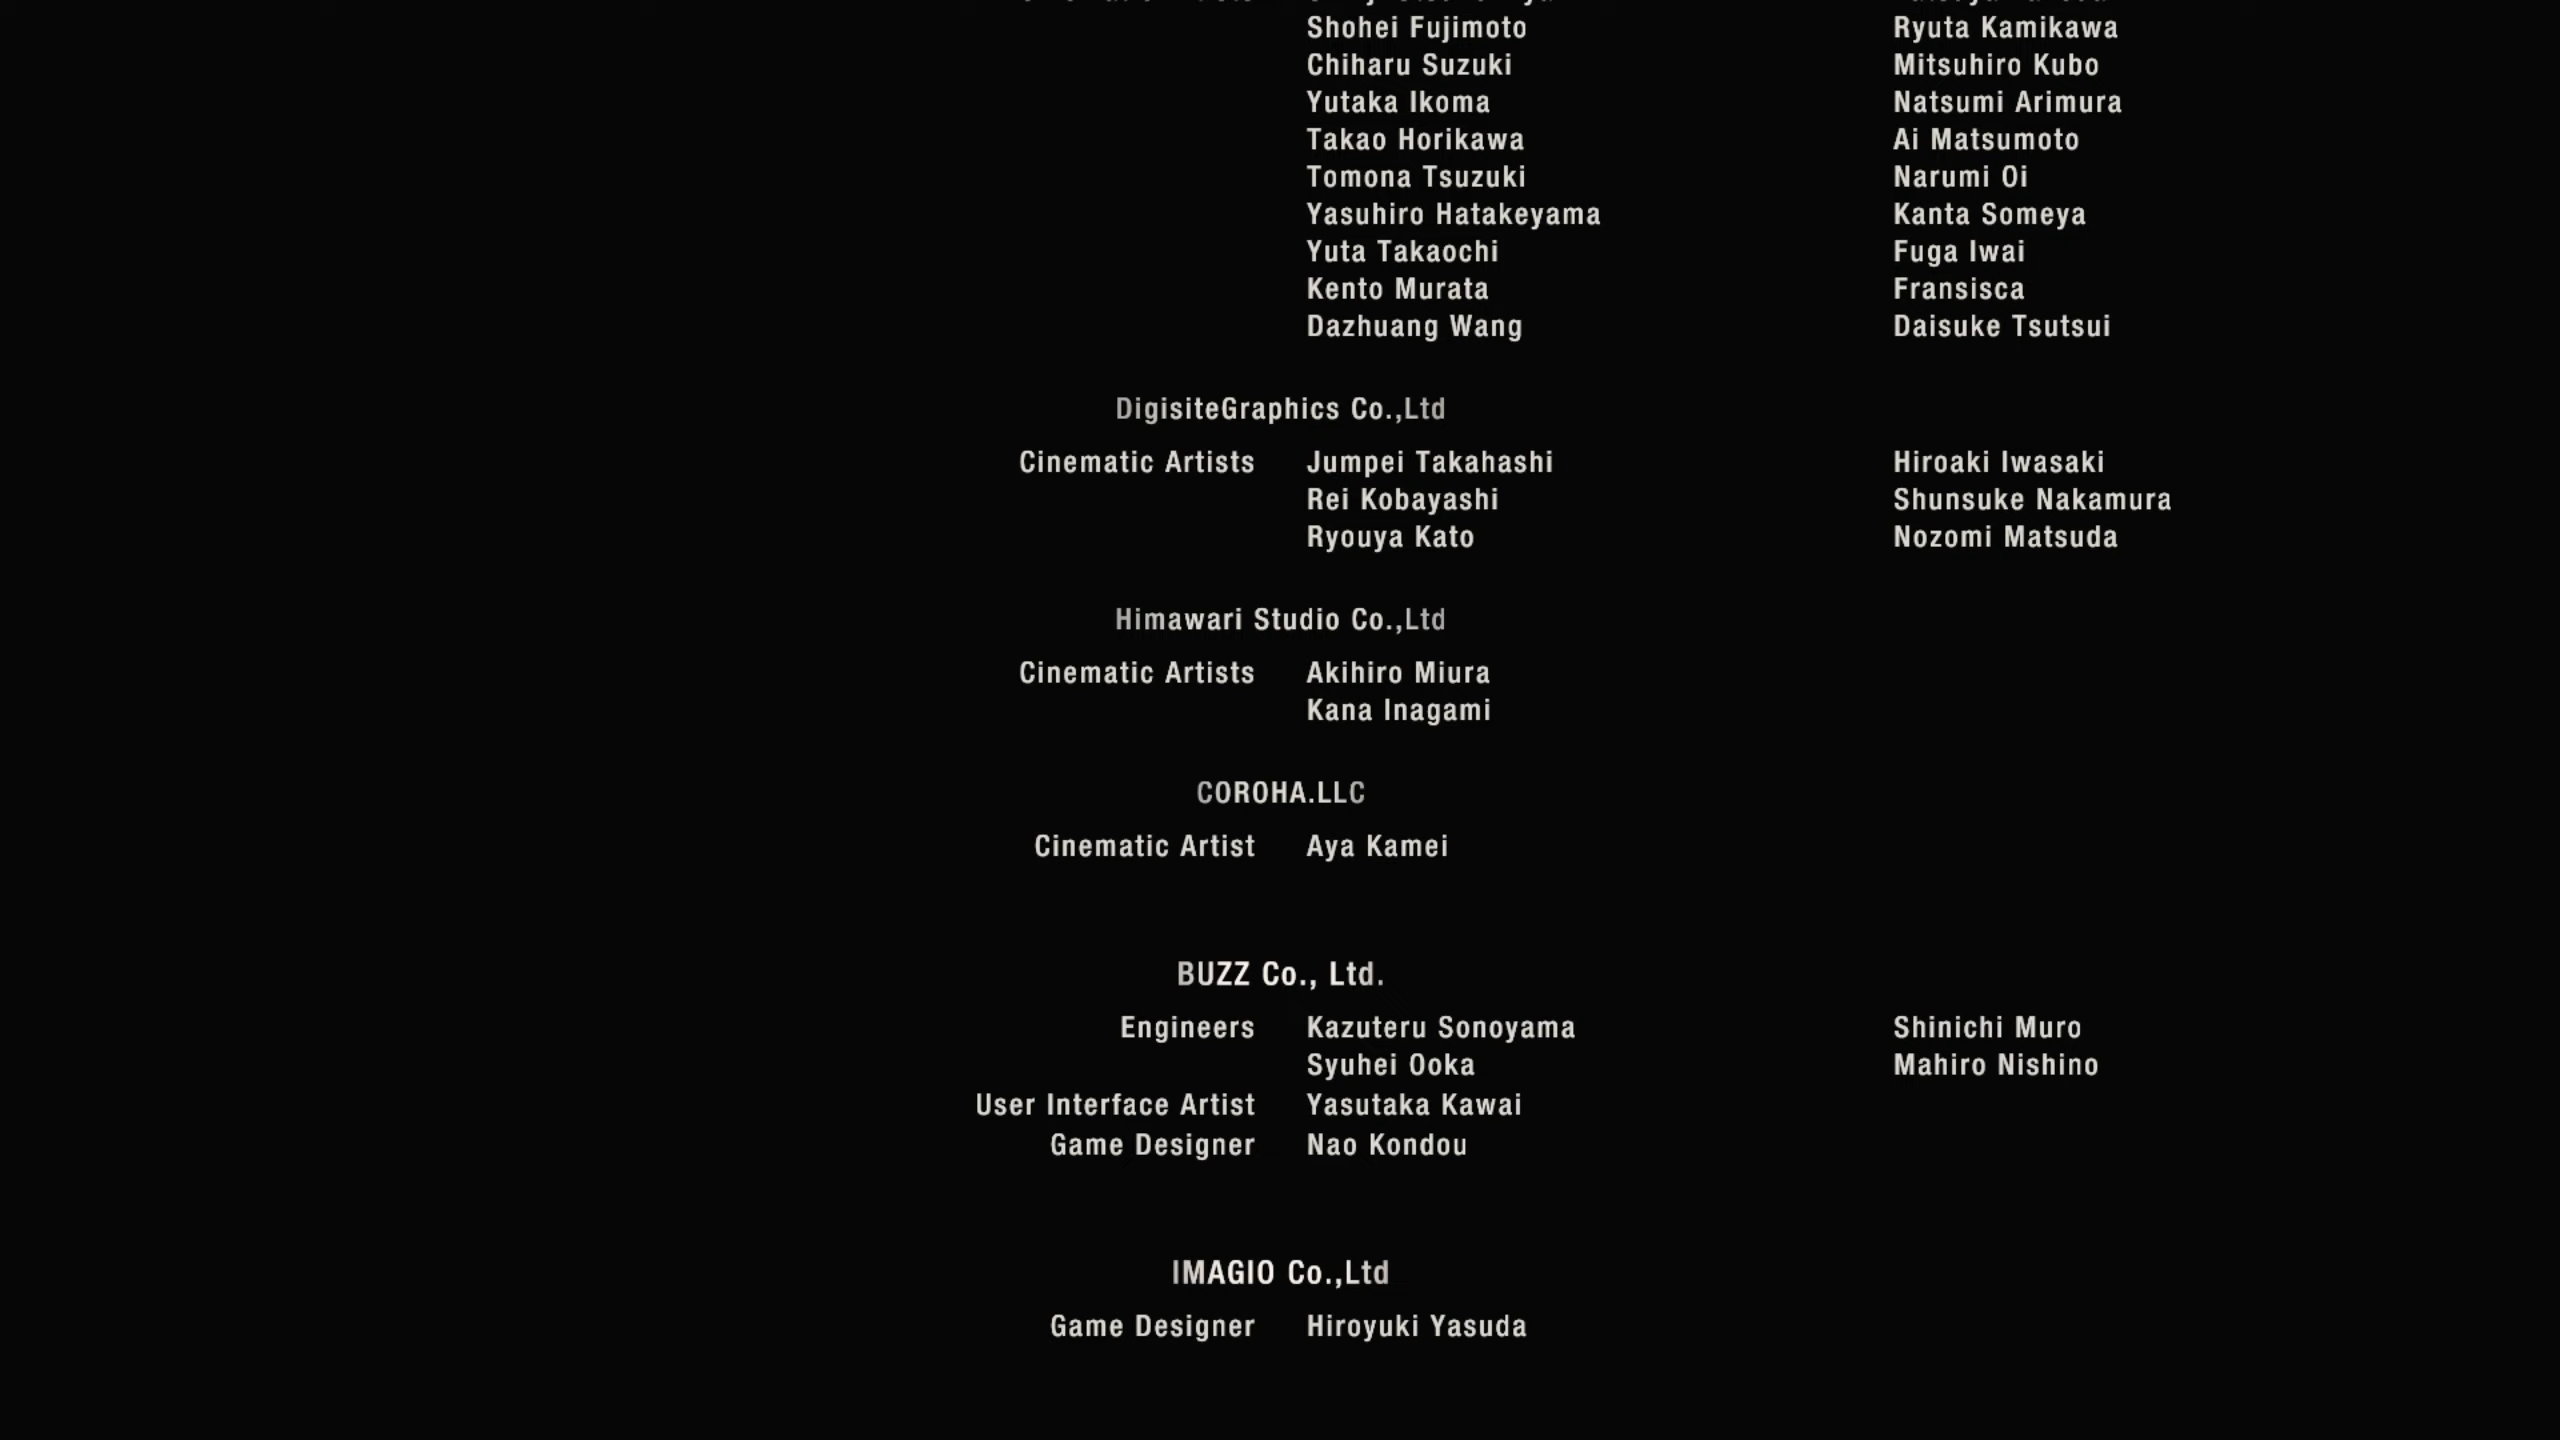 Shohei Fujimoto Ryuta Kamikawa
Chiharu Suzuki Mitsuhiro Kubo
Yutaka Ikoma Natsumi Arimura
Takao Horikawa Ai Matsumoto
Tomona Tsuzuki Narumi Oi
Yasuhiro Hatakeyama Kanta Someya
Yuta Takaochi Fuga Iwai
Kento Murata Fransisca
Dazhuang Wang Daisuke Tsutsui
DigisiteGraphics Co.,Ltd
Cinematic Artists Jumpei Takahashi Hiroaki Iwasaki
Rei Kobayashi Shunsuke Nakamura
Ryouya Kato Nozomi Matsuda
Himawari Studio Co.,Ltd
Cinematic Artists Akihiro Miura
Kana Inagami
COROHA.LLC
Cinematic Artist Aya Kamei
BUZZ Co., Ltd.
Engineers Kazuteru Sonoyama Shinichi Muro
Syuhei Ooka Mahiro Nishino
User Interface Artist Yasutaka Kawai
Game Designer Nao Kondou
IMAGIO Co.,Ltd
Game Designer Hiroyuki Yasuda